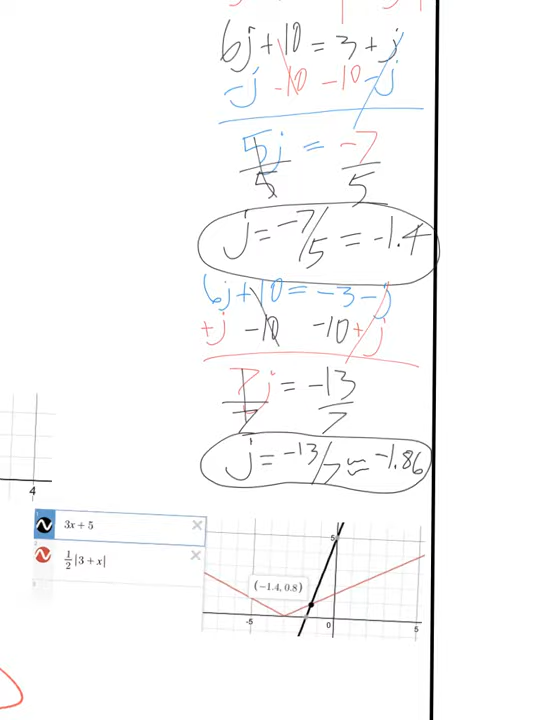 6j + 10 = 3 + j
-j -10 -10 -j
5j = -7
5 5
j = -7/5 = -1.4
6j + 10 = -3 - j
+j -10 -10 + j
7j = -13
7 7
j = -13/7 ≈ -1.86
4
3x + 5
1/2 |3 + x|
5
(-1.4, 0.8)
-5 0 5